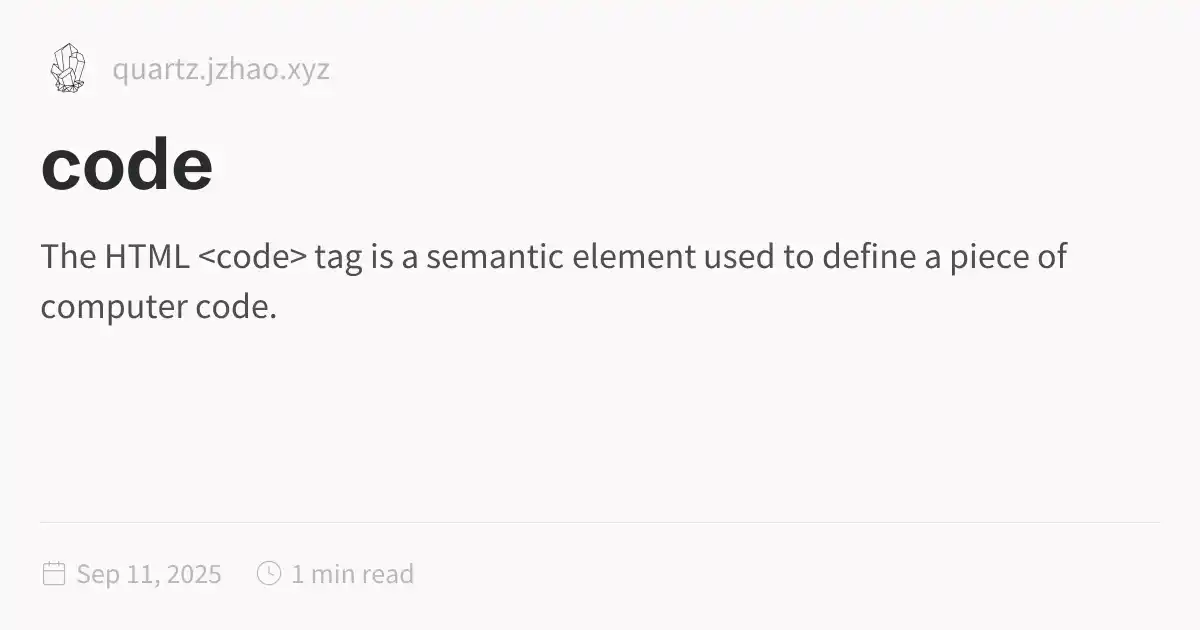 quartz.jzhao.xyz
code
The HTML <code> tag is a semantic element used to define a piece of
computer code.
Sep 11, 2025 1 min read